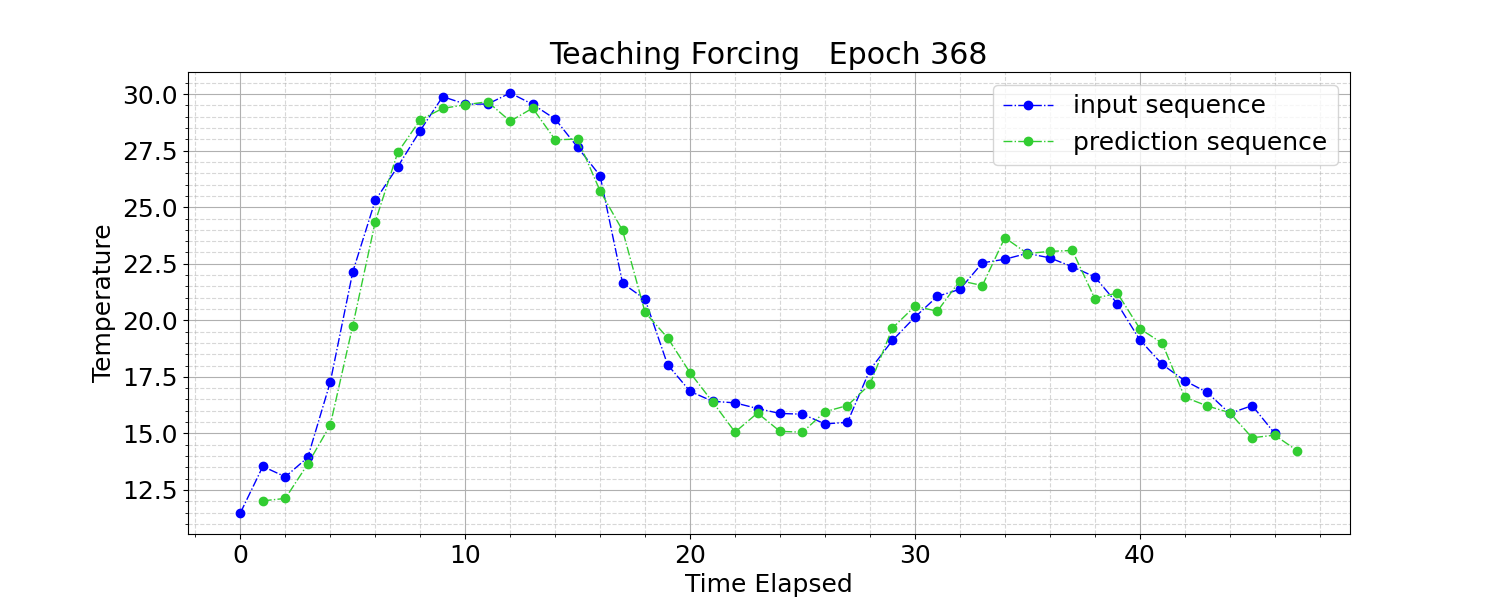 Teaching Forcing   Epoch 368
30.0
27.5
25.0
22.5
20.0
17.5
15.0
12.5
Temperature
input sequence
prediction sequence
0 10 20 30 40
Time Elapsed